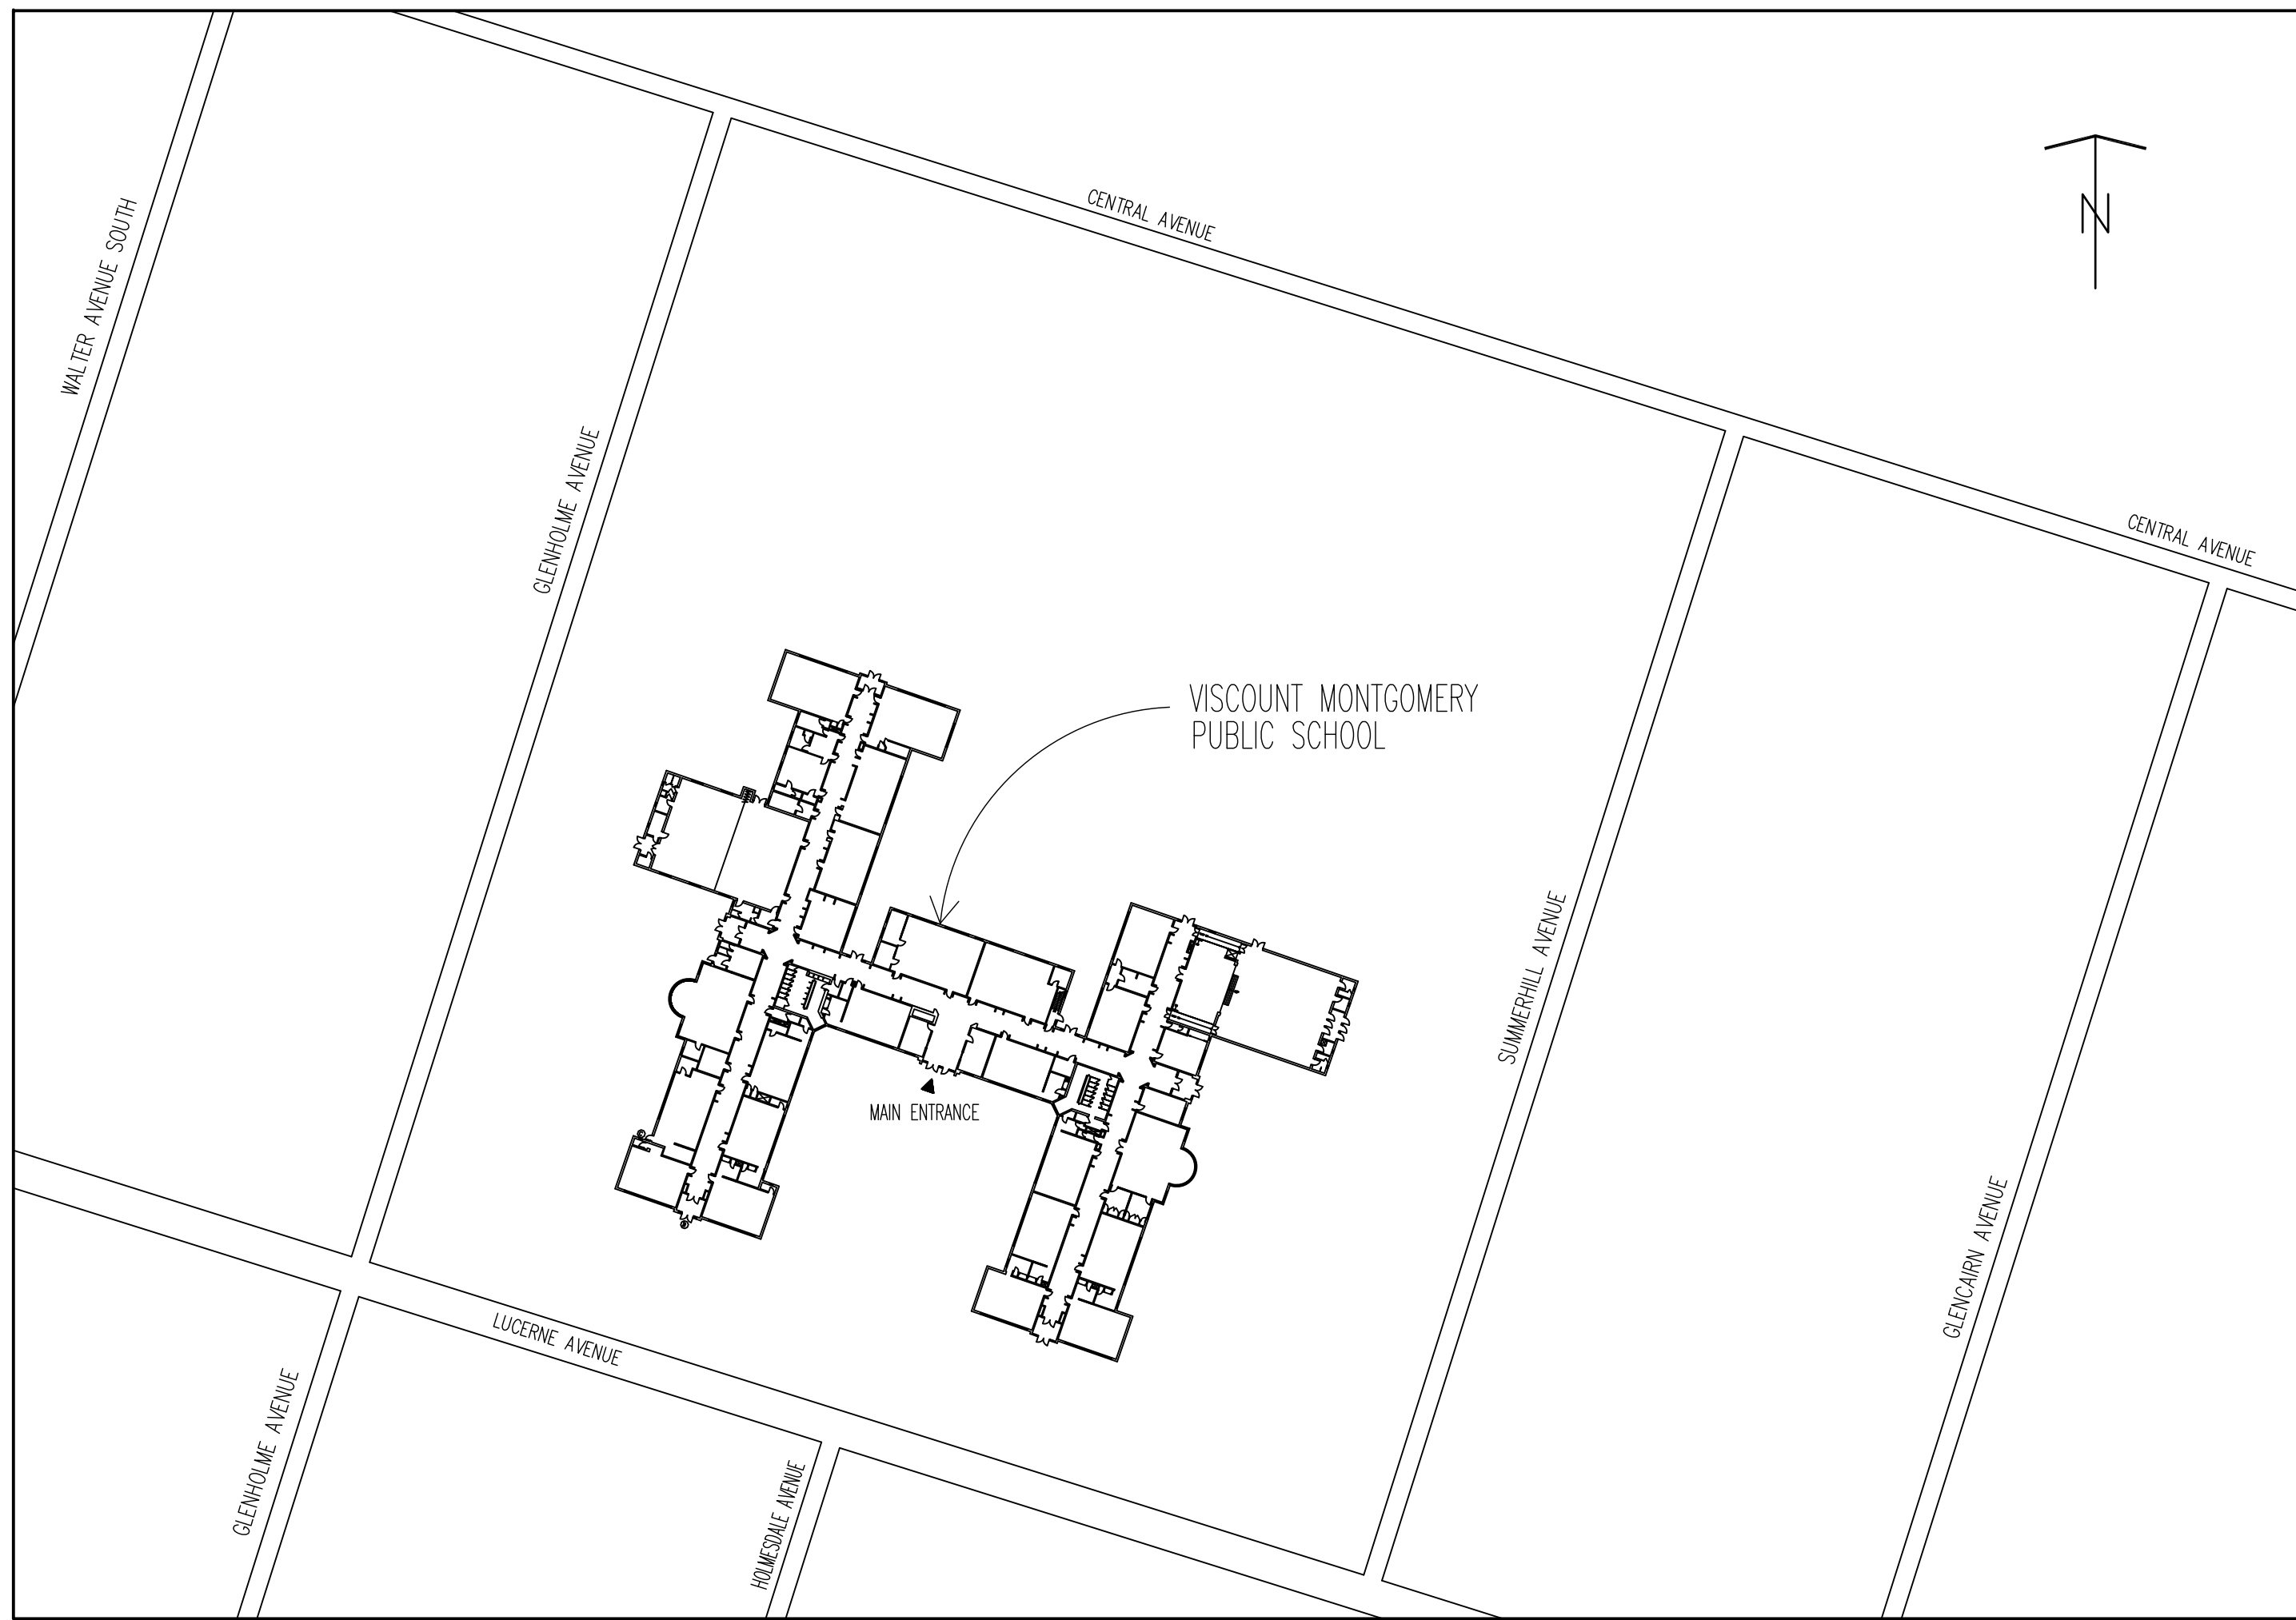 CENTRAL AVENUE
WALTER AVENUE SOUTH
N
GLENHOLME AVENUE
CENTRAL AVENUE
VISCOUNT MONTGOMERY
PUBLIC SCHOOL
SUMMERHILL AVENUE
MAIN ENTRANCE
GLENCAIRN AVENUE
LUCERNE AVENUE
GLENHOLME AVENUE
HOLMESDALE AVENUE